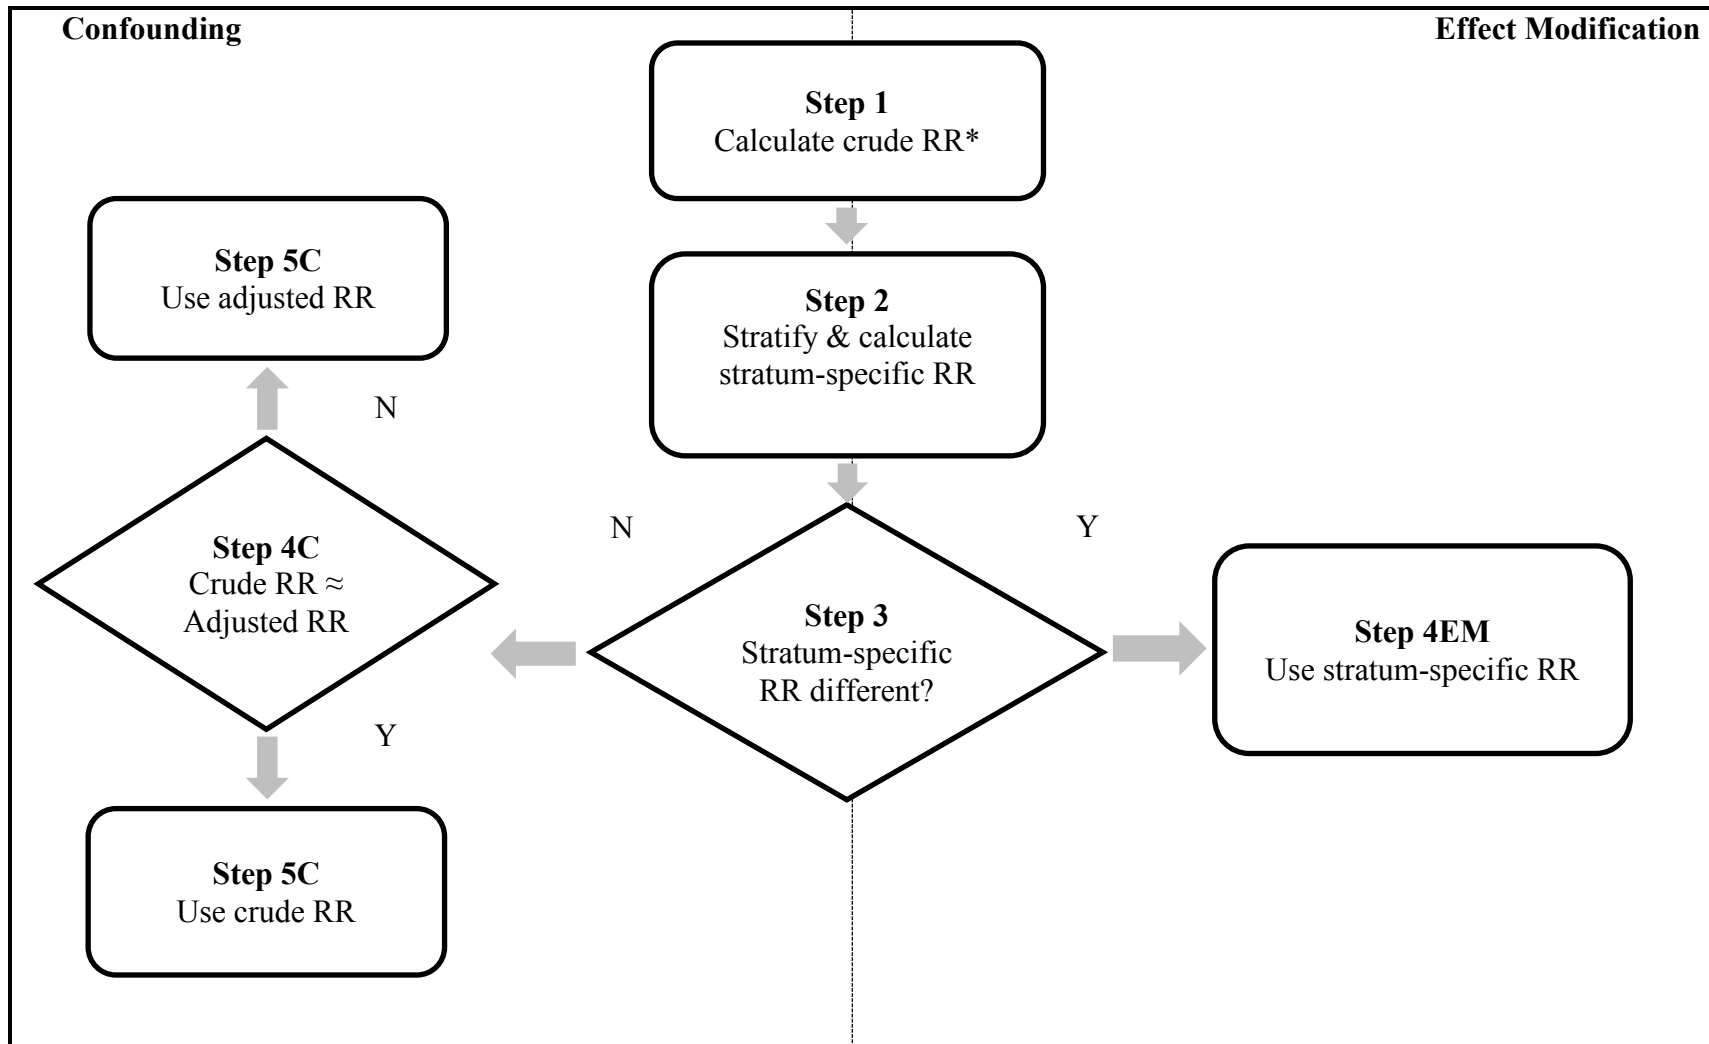 Confounding
Effect Modification
Step 1
Calculate crude RR*
Step 2
Stratify & calculate
stratum-specific RR
Step 3
Stratum-specific
RR different?
N
Y
Step 4C
Crude RR ≈
Adjusted RR
N
Step 5C
Use adjusted RR
Y
Step 5C
Use crude RR
Step 4EM
Use stratum-specific RR